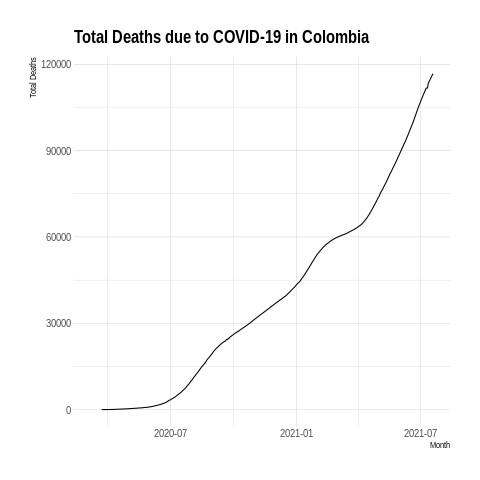 Total Deaths due to COVID-19 in Colombia
Total Deaths
120000
90000
60000
30000
0
2020-07
2021-01
2021-07
Month